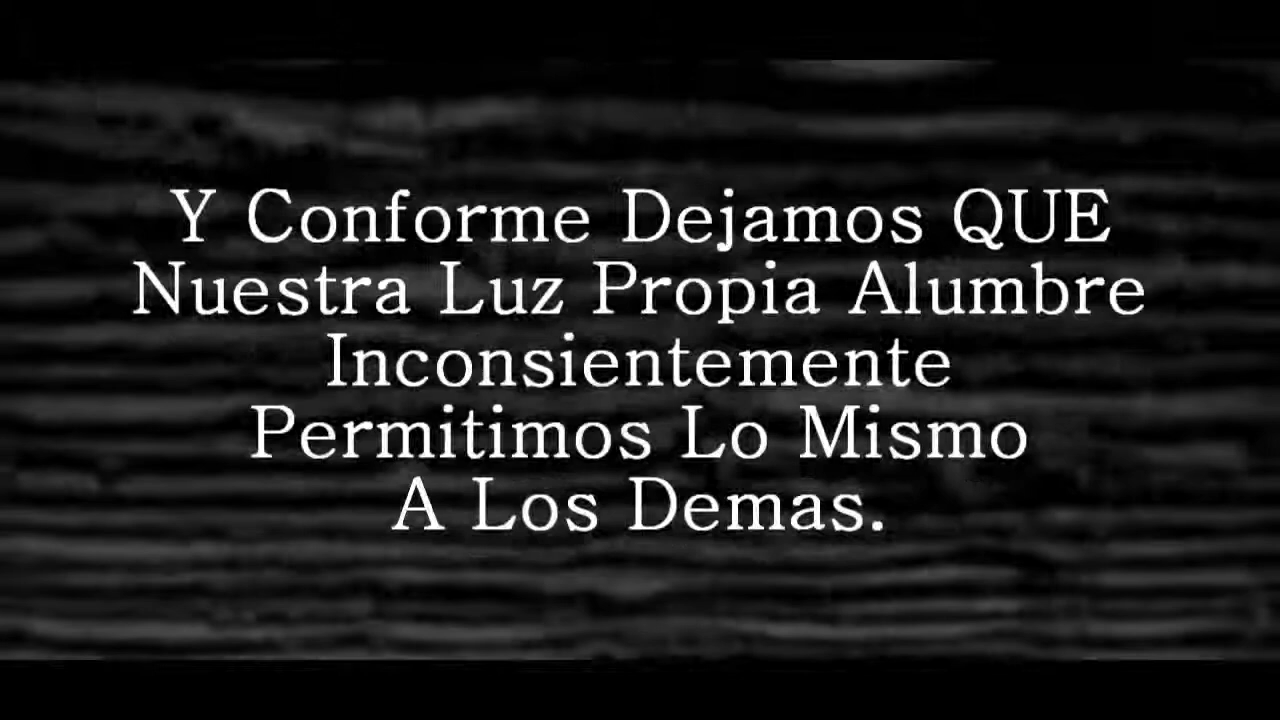 Y Conforme Dejamos QUE
Nuestra Luz Propia Alumbre
Inconsientemente
Permitimos Lo Mismo
A Los Demas.